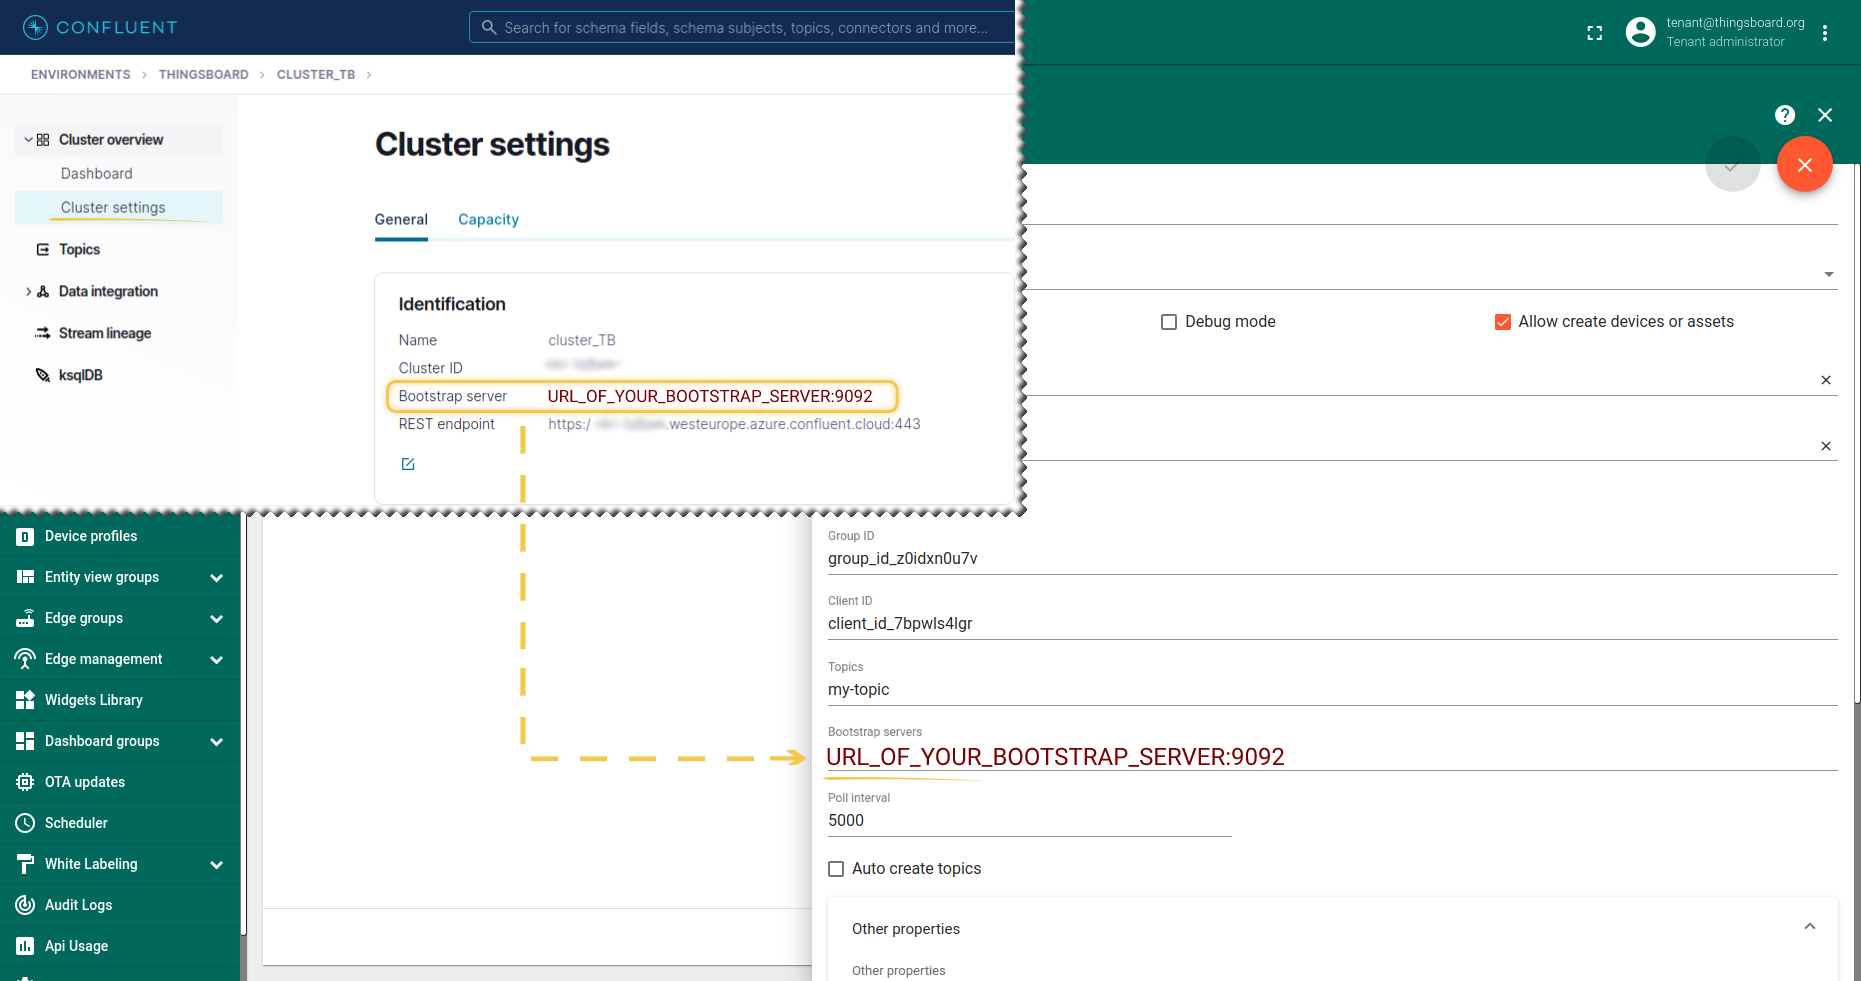 CONFLUENT
Search for schema fields, schema subjects, topics, connectors and more...
tenant@thingsboard.org
Tenant administrator
ENVIRONMENTS > THINGSBOARD > CLUSTER_TB >
Cluster overview
Dashboard
Cluster settings
Topics
Data integration
Stream lineage
ksqlDB
Cluster settings
General Capacity
Identification
Name cluster_TB
Cluster ID
Bootstrap server URL_OF_YOUR_BOOTSTRAP_SERVER:9092
REST endpoint https:/ .westeurope.azure.confluent.cloud:443
Debug mode
Allow create devices or assets
Device profiles
Entity view groups
Edge groups
Edge management
Widgets Library
Dashboard groups
OTA updates
Scheduler
White Labeling
Audit Logs
Api Usage
Group ID
group_id_z0idxn0u7v
Client ID
client_id_7bpwls4lgr
Topics
my-topic
Bootstrap servers
URL_OF_YOUR_BOOTSTRAP_SERVER:9092
Poll interval
5000
Auto create topics
Other properties
Other properties